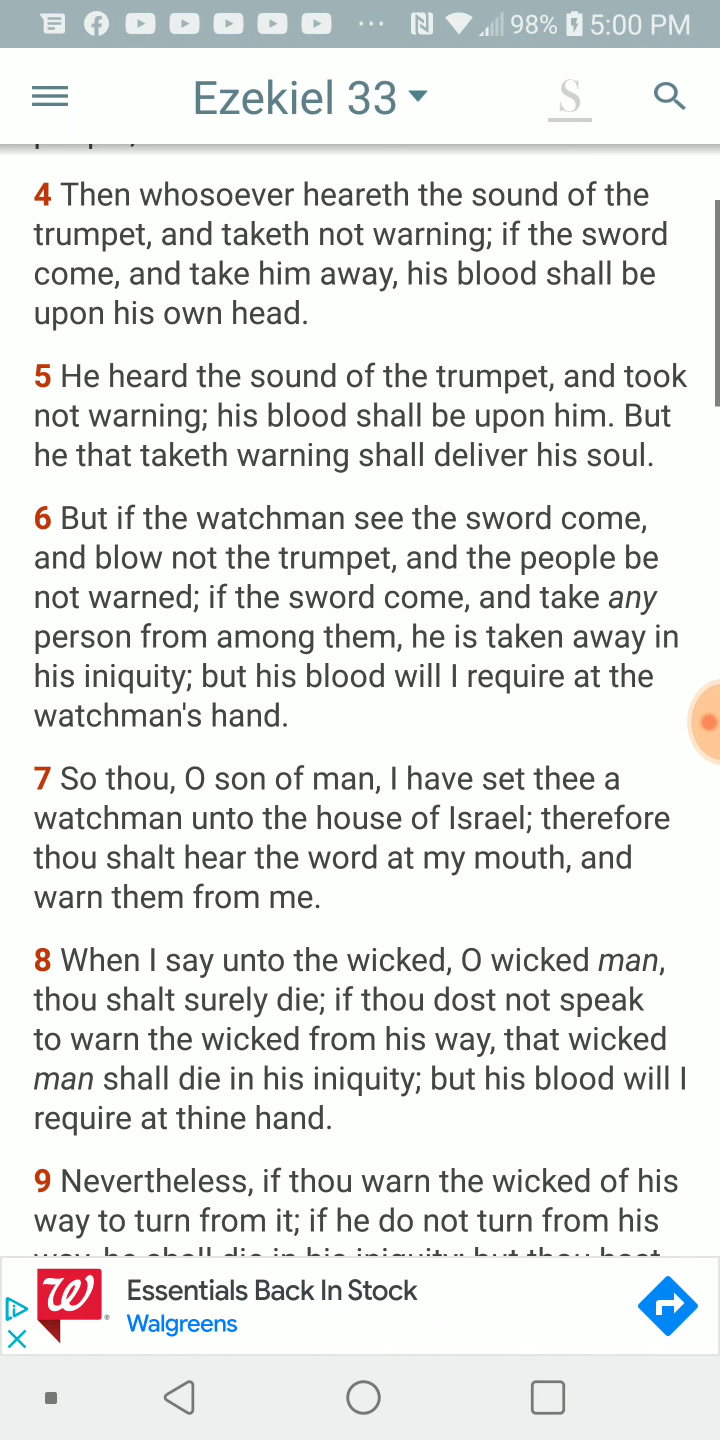 98% 5:00 PM
Ezekiel 33
S
4 Then whosoever heareth the sound of the
trumpet, and taketh not warning; if the sword
come, and take him away, his blood shall be
upon his own head.
5 He heard the sound of the trumpet, and took
not warning; his blood shall be upon him. But
he that taketh warning shall deliver his soul.
6 But if the watchman see the sword come,
and blow not the trumpet, and the people be
not warned; if the sword come, and take any
person from among them, he is taken away in
his iniquity; but his blood will I require at the
watchman's hand.
7 So thou, O son of man, I have set thee a
watchman unto the house of Israel; therefore
thou shalt hear the word at my mouth, and
warn them from me.
8 When I say unto the wicked, O wicked man,
thou shalt surely die; if thou dost not speak
to warn the wicked from his way, that wicked
man shall die in his iniquity; but his blood will I
require at thine hand.
9 Nevertheless, if thou warn the wicked of his
way to turn from it; if he do not turn from his
way, he shall die in his iniquity; but thou hast
W
Essentials Back In Stock
Walgreens